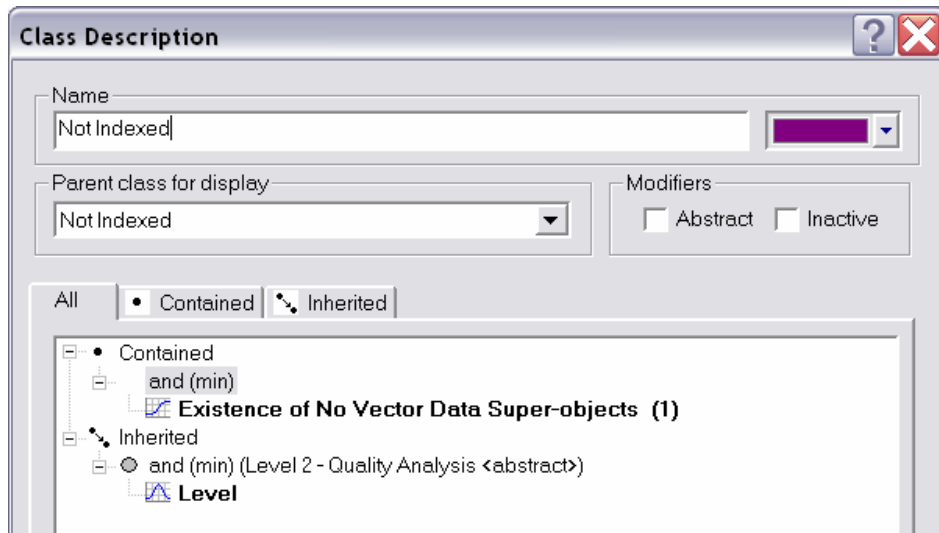 Class Description
Name
Not Indexed
Parent class for display
Not Indexed
Modifiers
Abstract
Inactive
All
Contained
Inherited
Contained
and (min)
Existence of No Vector Data Super-objects (1)
Inherited
and (min) (Level 2 - Quality Analysis <abstract>)
Level